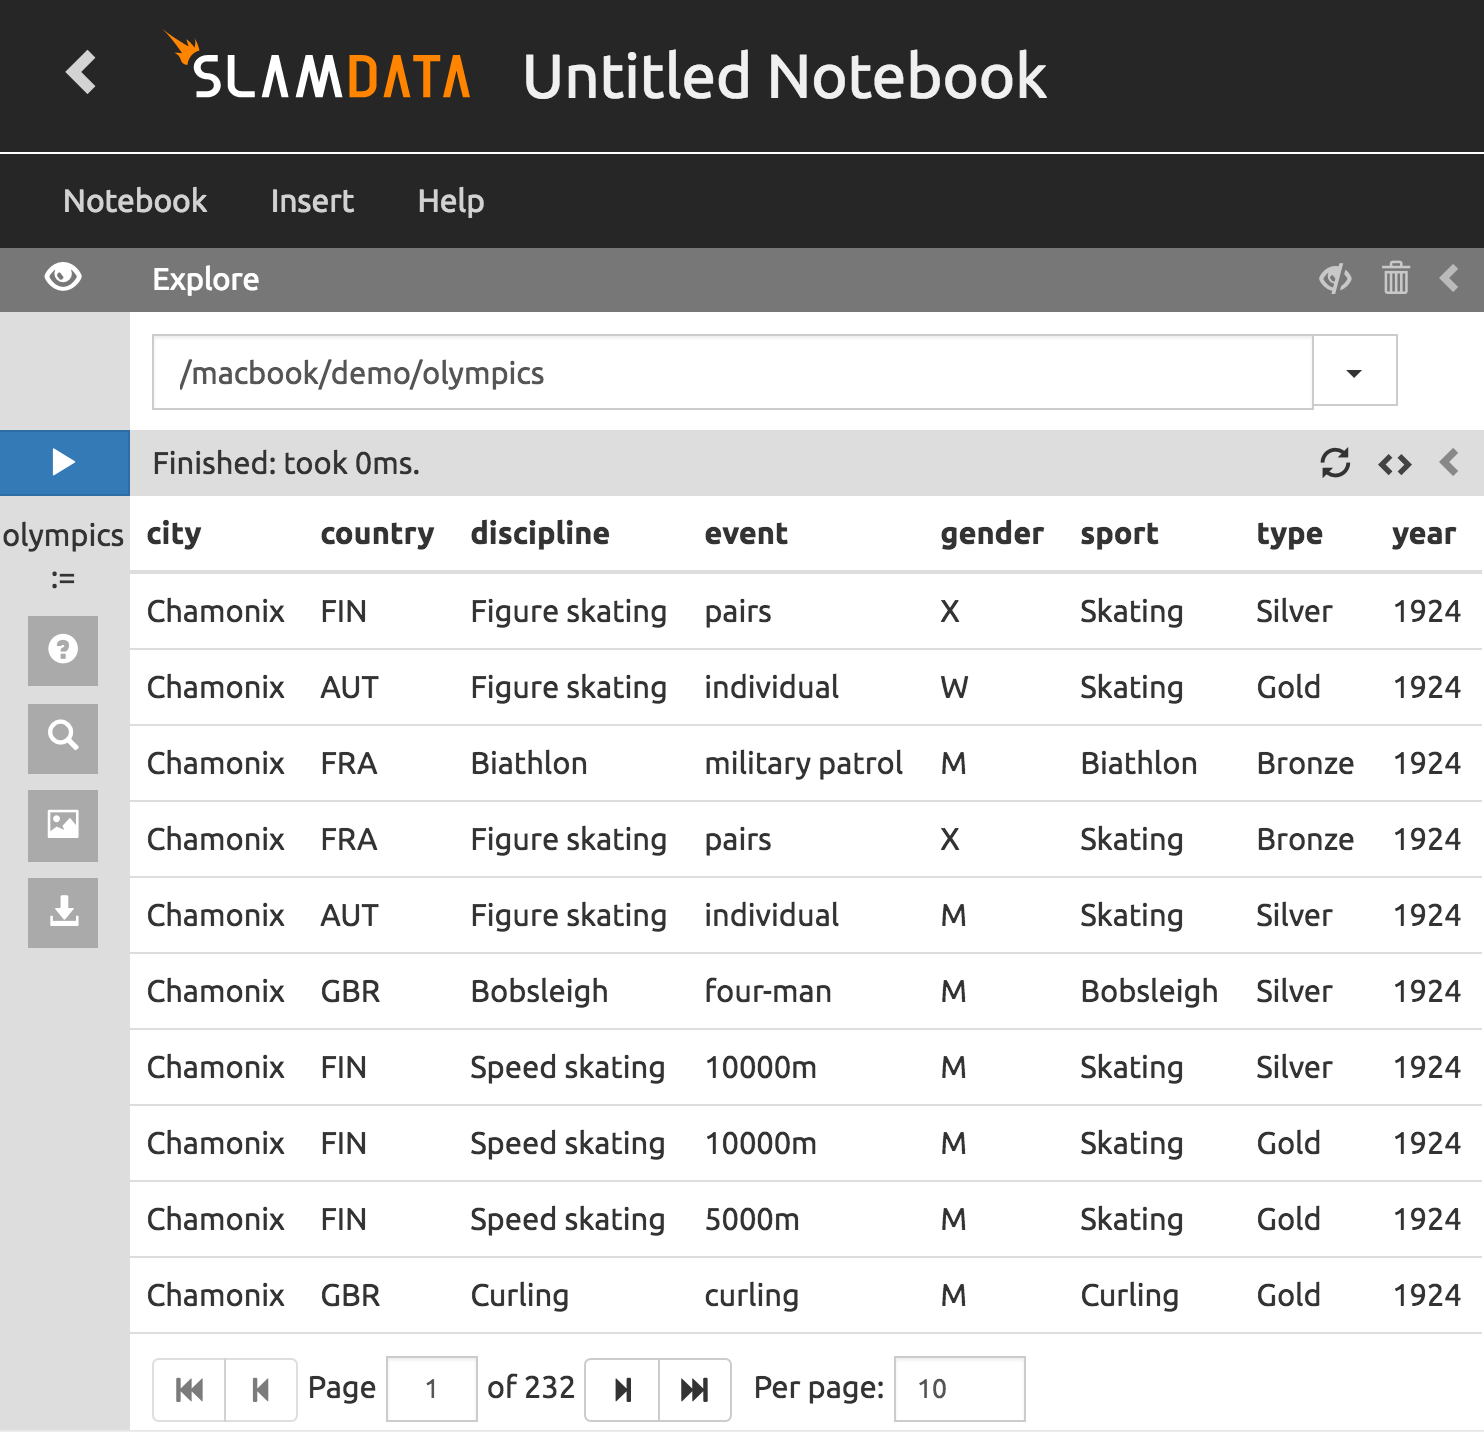 SLAMDATA Untitled Notebook
Notebook Insert Help
Explore
/macbook/demo/olympics
Finished: took 0ms.
olympics
:=
city country discipline event gender sport type year
Chamonix FIN Figure skating pairs X Skating Silver 1924
Chamonix AUT Figure skating individual W Skating Gold 1924
Chamonix FRA Biathlon military patrol M Biathlon Bronze 1924
Chamonix FRA Figure skating pairs X Skating Bronze 1924
Chamonix AUT Figure skating individual M Skating Silver 1924
Chamonix GBR Bobsleigh four-man M Bobsleigh Silver 1924
Chamonix FIN Speed skating 10000m M Skating Silver 1924
Chamonix FIN Speed skating 10000m M Skating Gold 1924
Chamonix FIN Speed skating 5000m M Skating Gold 1924
Chamonix GBR Curling curling M Curling Gold 1924
Page 1 of 232 Per page: 10